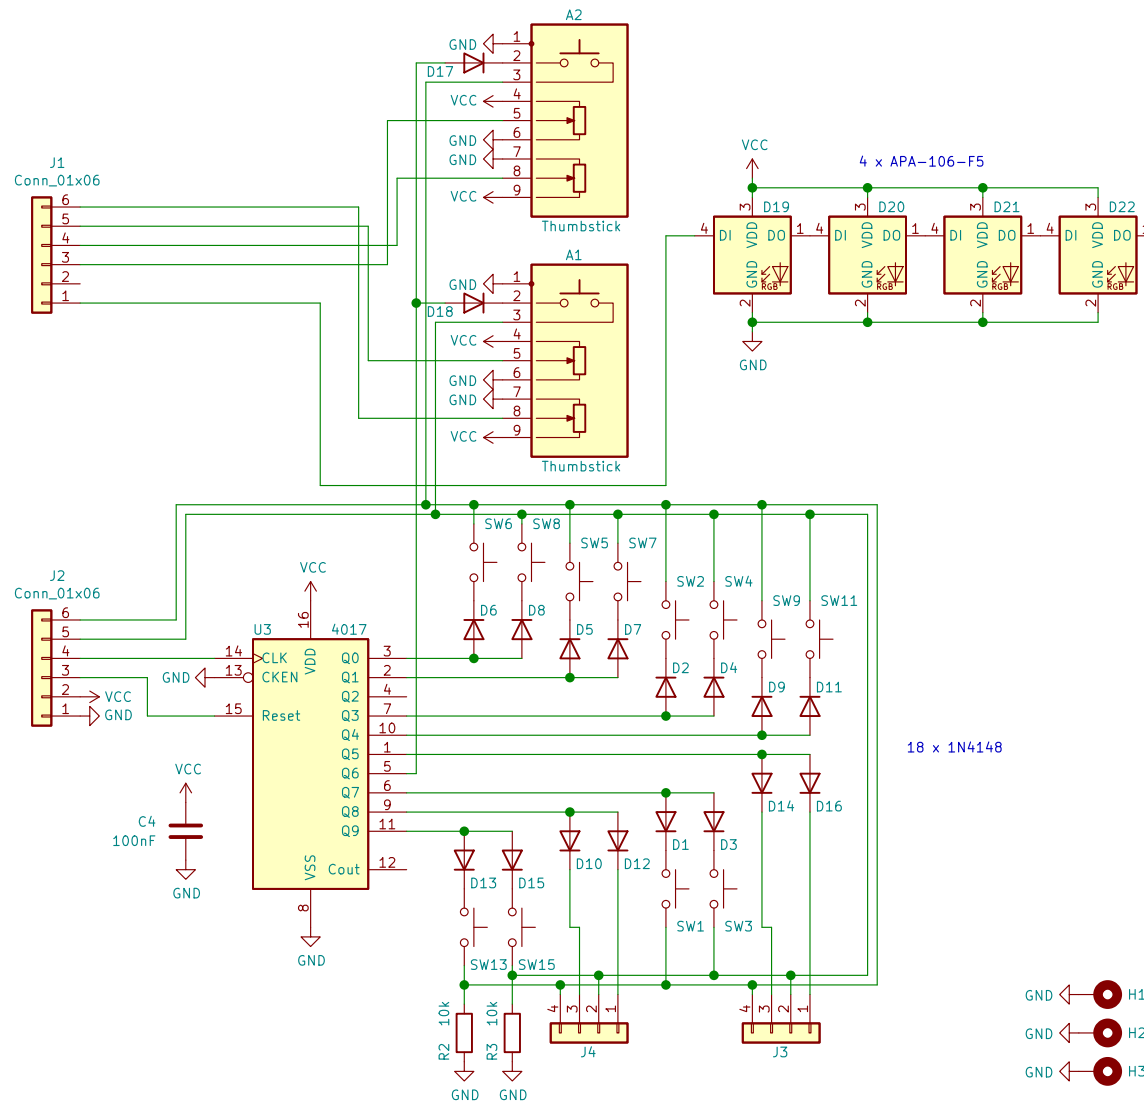 A2
GND 1
D17 2
3
VCC 4
5
GND 6
GND 7
8
VCC 9
Thumbstick
J1
Conn_01x06
6
5
4
3
2
1
A1
GND 1
D18 2
3
VCC 4
5
GND 6
GND 7
8
VCC 9
Thumbstick
VCC
4 x APA-106-F5
3 D19 3 D20 3 D21 3 D22
4 DI VDD DO 1 4 DI VDD DO 1 4 DI VDD DO 1 4 DI VDD DO 1
GND RGB GND RGB GND RGB GND RGB
2 2 2 2
GND
SW6 SW8 SW5 SW7 SW2 SW4 SW9 SW11
D6 D8 D5 D7 D2 D4 D9 D11
J2
Conn_01x06
6
5
4
3
2 VCC
1 GND
VCC
16
U3 4017
14 CLK VDD Q0 3
GND 13 CKEN Q1 2
Q2 4
15 Reset Q3 7
Q4 10
Q5 1
Q6 5
Q7 6
Q8 9
Q9 11
VSS Cout 12
8
GND
VCC
C4
100nF
GND
18 x 1N4148
D14 D16
D10 D12 D1 D3
D13 D15
SW1 SW3
SW13 SW15
R2 10k R3 10k
GND GND
4 3 2 1
J4
4 3 2 1
J3
GND H1
GND H2
GND H3